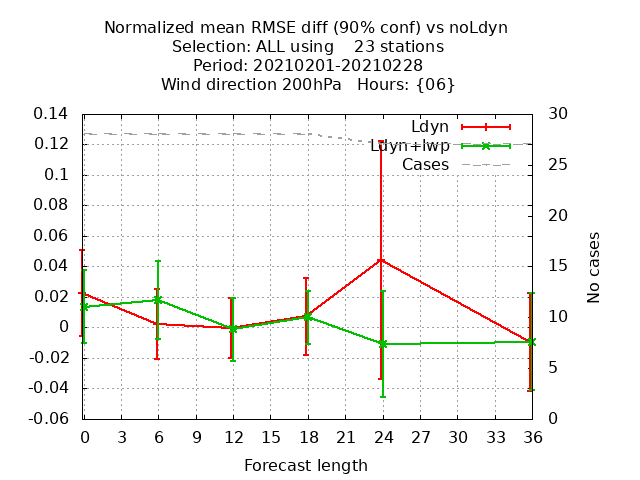 Normalized mean RMSE diff (90% conf) vs noLdyn
Selection: ALL using    23 stations
Period: 20210201-20210228
Wind direction 200hPa   Hours: {06}
0.14
0.12
0.1
0.08
0.06
0.04
0.02
0
-0.02
-0.04
-0.06
30
25
20
15
10
5
0
Ldyn
Ldyn+lwp
Cases
No cases
0 3 6 9 12 15 18 21 24 27 30 33 36
Forecast length